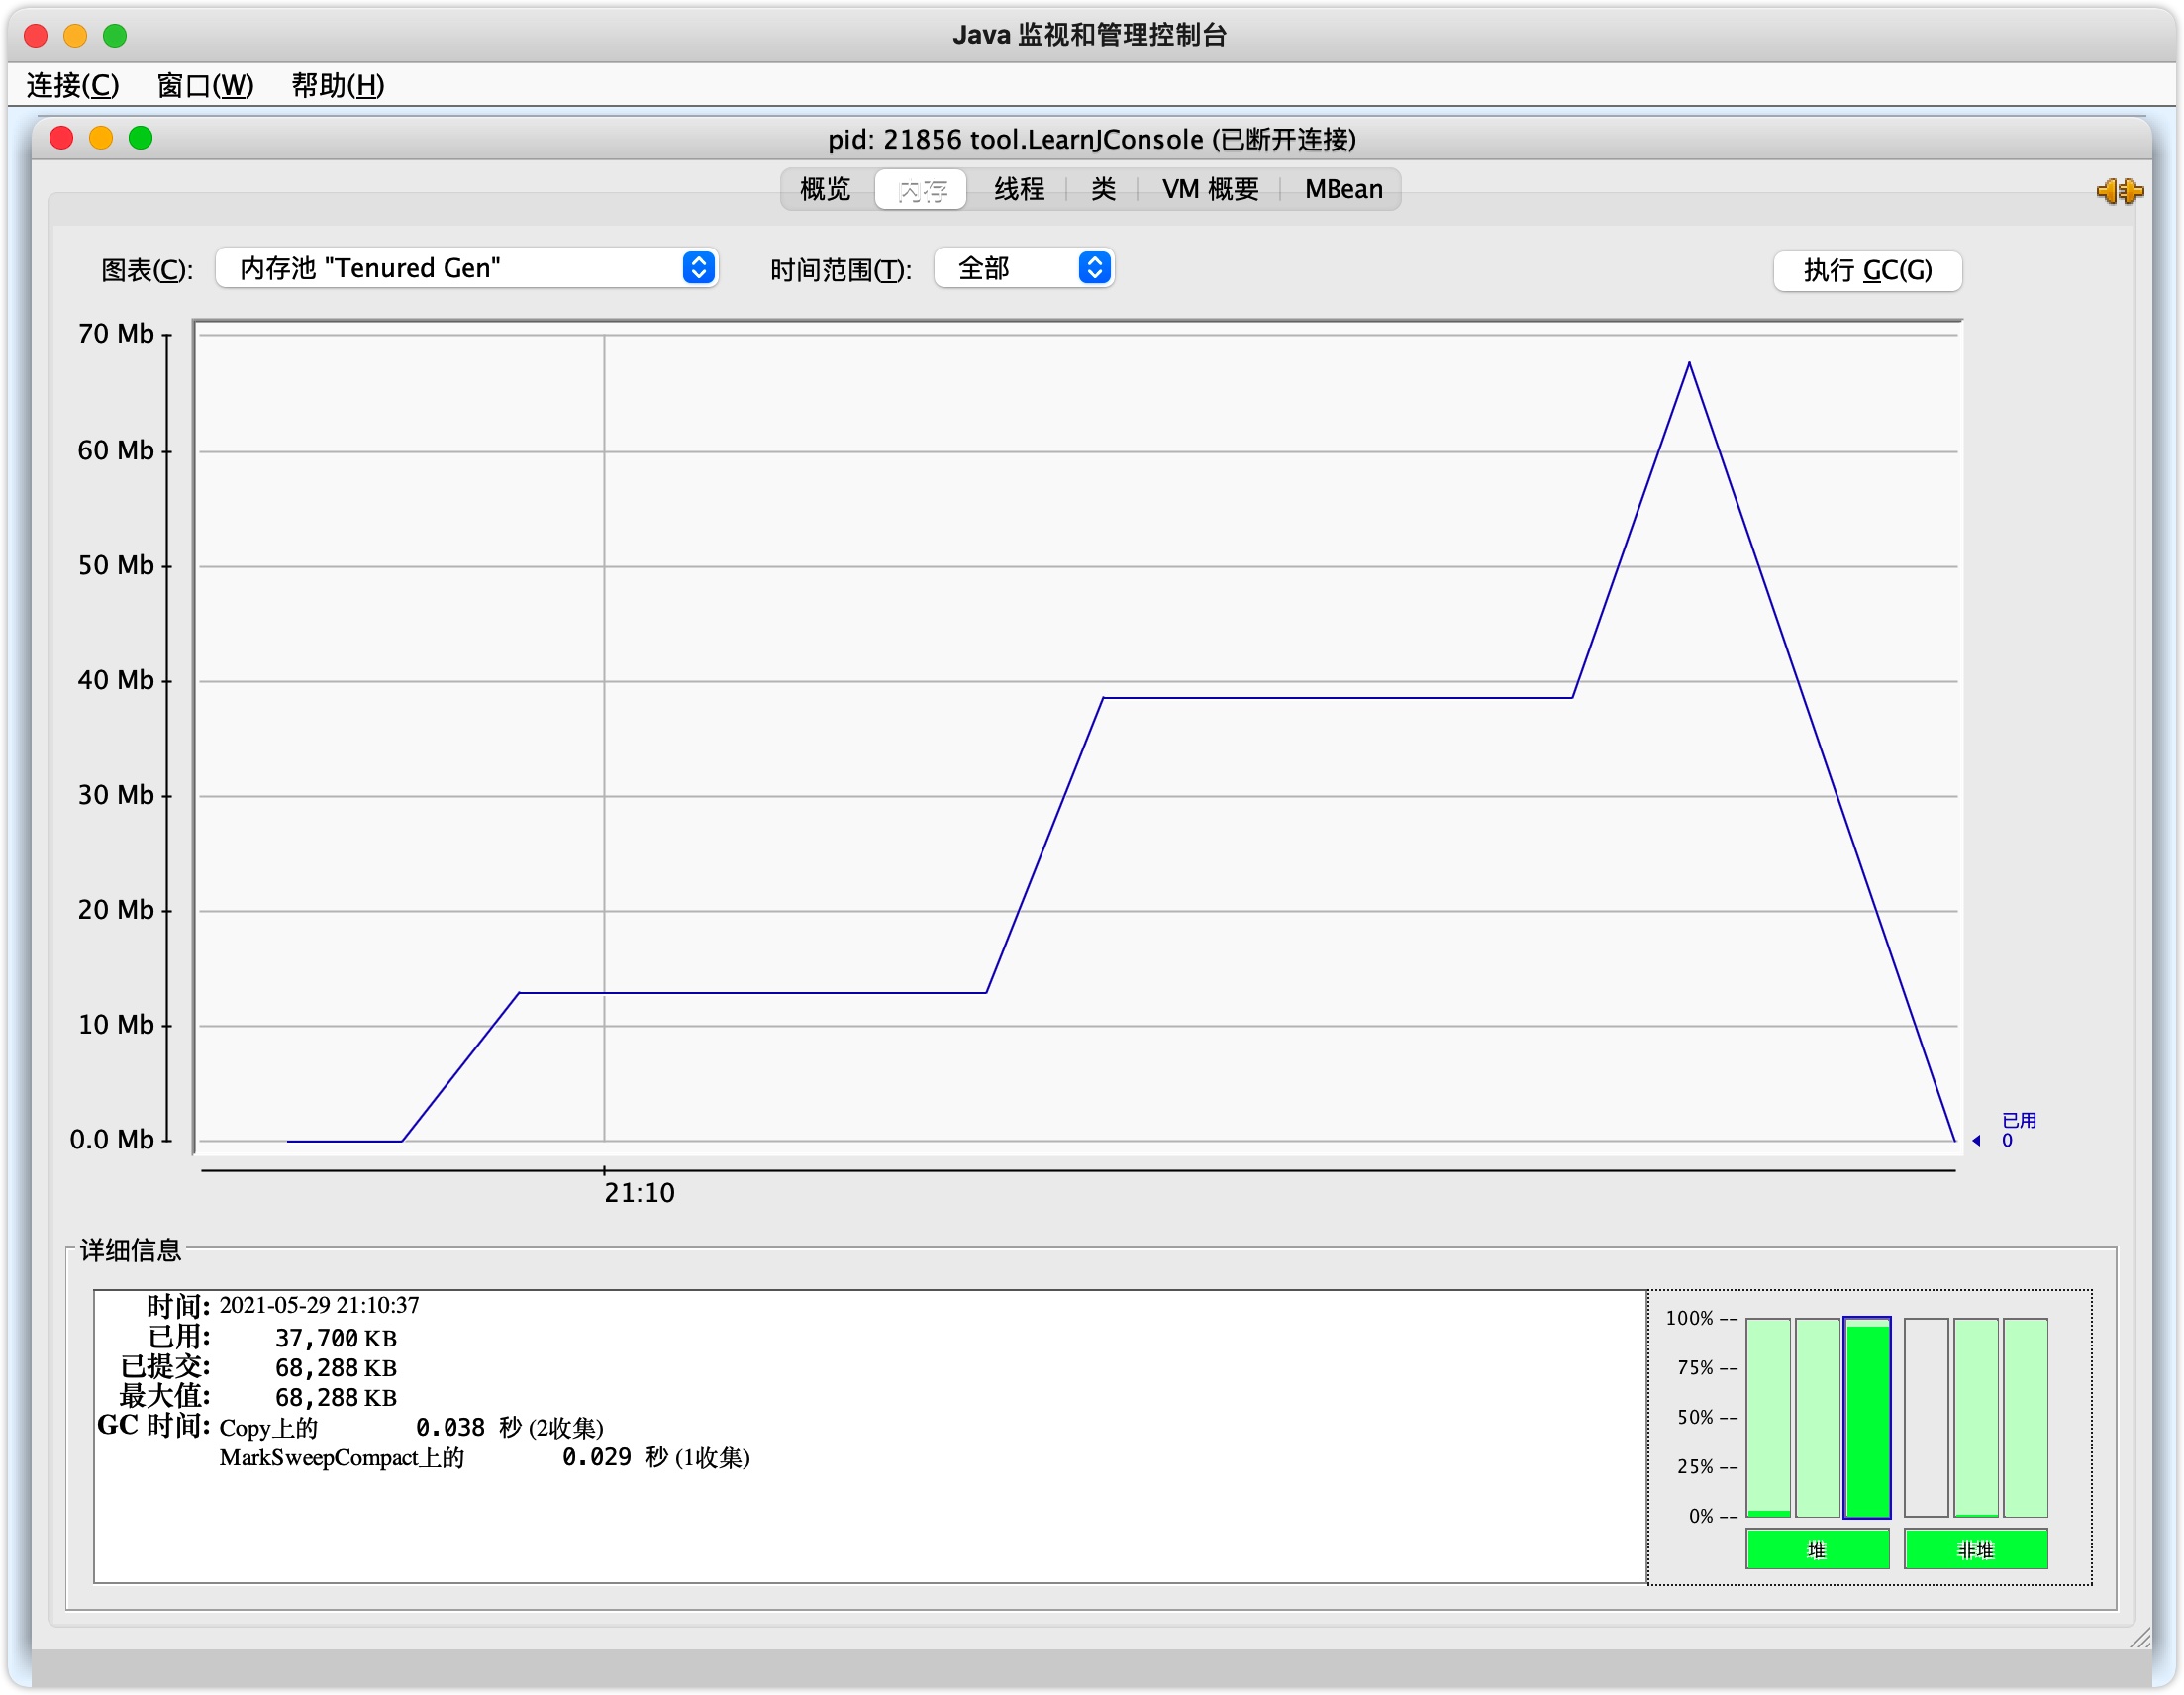 Java 监视和管理控制台
连接(C) 窗口(W) 帮助(H)
pid: 21856 tool.LearnJConsole (已断开连接)
概览 内存 线程 类 VM 概要 MBean
图表(C): 内存池 "Tenured Gen" 时间范围(T): 全部 执行 GC(G)
70 Mb
60 Mb
50 Mb
40 Mb
30 Mb
20 Mb
10 Mb
0.0 Mb
已用
0
21:10
详细信息
时间: 2021-05-29 21:10:37
已用: 37,700 KB
已提交: 68,288 KB
最大值: 68,288 KB
GC 时间: Copy上的 0.038 秒 (2收集)
MarkSweepCompact上的 0.029 秒 (1收集)
100% --
75% --
50% --
25% --
0% --
堆 非堆